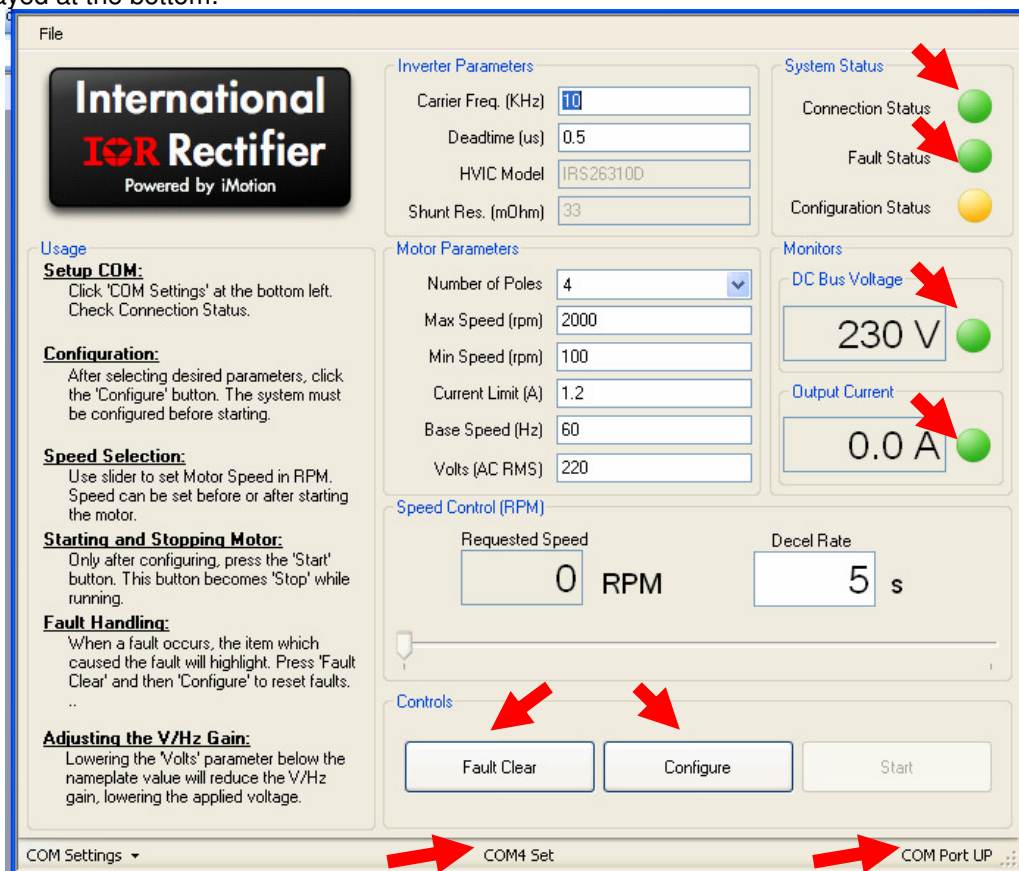 ayed at the bottom.
File
International
IOR Rectifier
Powered by iMotion
Inverter Parameters
Carrier Freq. (KHz) 10
Deadtime (us) 0.5
HVIC Model IRS26310D
Shunt Res. (mOhm) 33
System Status
Connection Status
Fault Status
Configuration Status
Usage
Setup COM:
Click 'COM Settings' at the bottom left.
Check Connection Status.
Configuration:
After selecting desired parameters, click
the 'Configure' button. The system must
be configured before starting.
Speed Selection:
Use slider to set Motor Speed in RPM.
Speed can be set before or after starting
the motor.
Starting and Stopping Motor:
Only after configuring, press the 'Start'
button. This button becomes 'Stop' while
running.
Fault Handling:
When a fault occurs, the item which
caused the fault will highlight. Press 'Fault
Clear' and then 'Configure' to reset faults.
..
Adjusting the V/Hz Gain:
Lowering the 'Volts' parameter below the
nameplate value will reduce the V/Hz
gain, lowering the applied voltage.
Motor Parameters
Number of Poles 4
Max Speed (rpm) 2000
Min Speed (rpm) 100
Current Limit (A) 1.2
Base Speed (Hz) 60
Volts (AC RMS) 220
Monitors
DC Bus Voltage
230 V
Output Current
0.0 A
Speed Control (RPM)
Requested Speed
0 RPM
Decel Rate
5 s
Controls
Fault Clear
Configure
Start
COM Settings
COM4 Set
COM Port UP